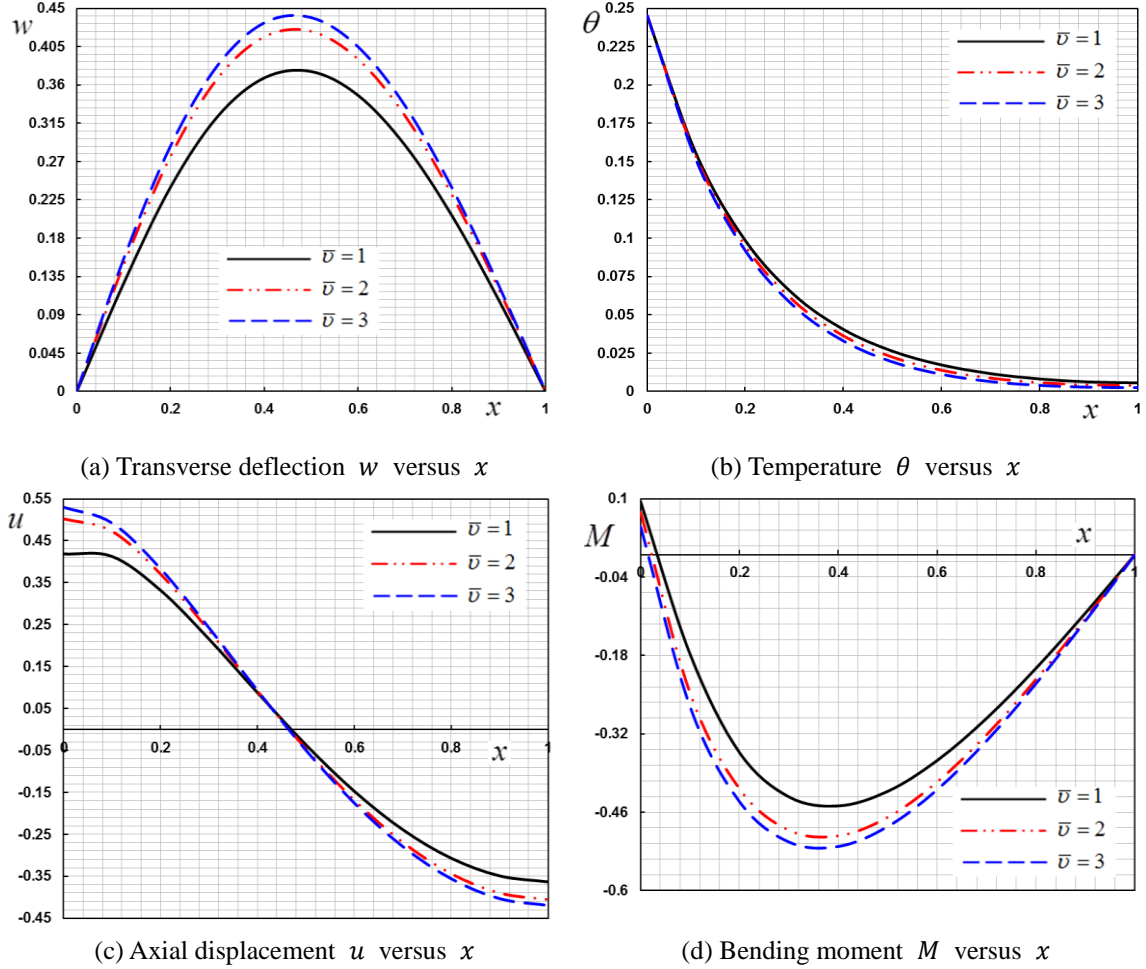 w
0.45
0.405
0.36
0.315
0.27
0.225
0.18
0.135
0.09
0.045
0
0 0.2 0.4 0.6 0.8 1
x
ῡ = 1
ῡ = 2
ῡ = 3
(a) Transverse deflection w versus x
θ
0.25
0.225
0.2
0.175
0.15
0.125
0.1
0.075
0.05
0.025
0
0 0.2 0.4 0.6 0.8 1
x
ῡ = 1
ῡ = 2
ῡ = 3
(b) Temperature θ versus x
u
0.55
0.45
0.35
0.25
0.15
0.05
-0.05
-0.15
-0.25
-0.35
-0.45
0 0.2 0.4 0.6 0.8 1
x
ῡ = 1
ῡ = 2
ῡ = 3
(c) Axial displacement u versus x
M
0.1
-0.04
-0.18
-0.32
-0.46
-0.6
0 0.2 0.4 0.6 0.8 1
x
ῡ = 1
ῡ = 2
ῡ = 3
(d) Bending moment M versus x